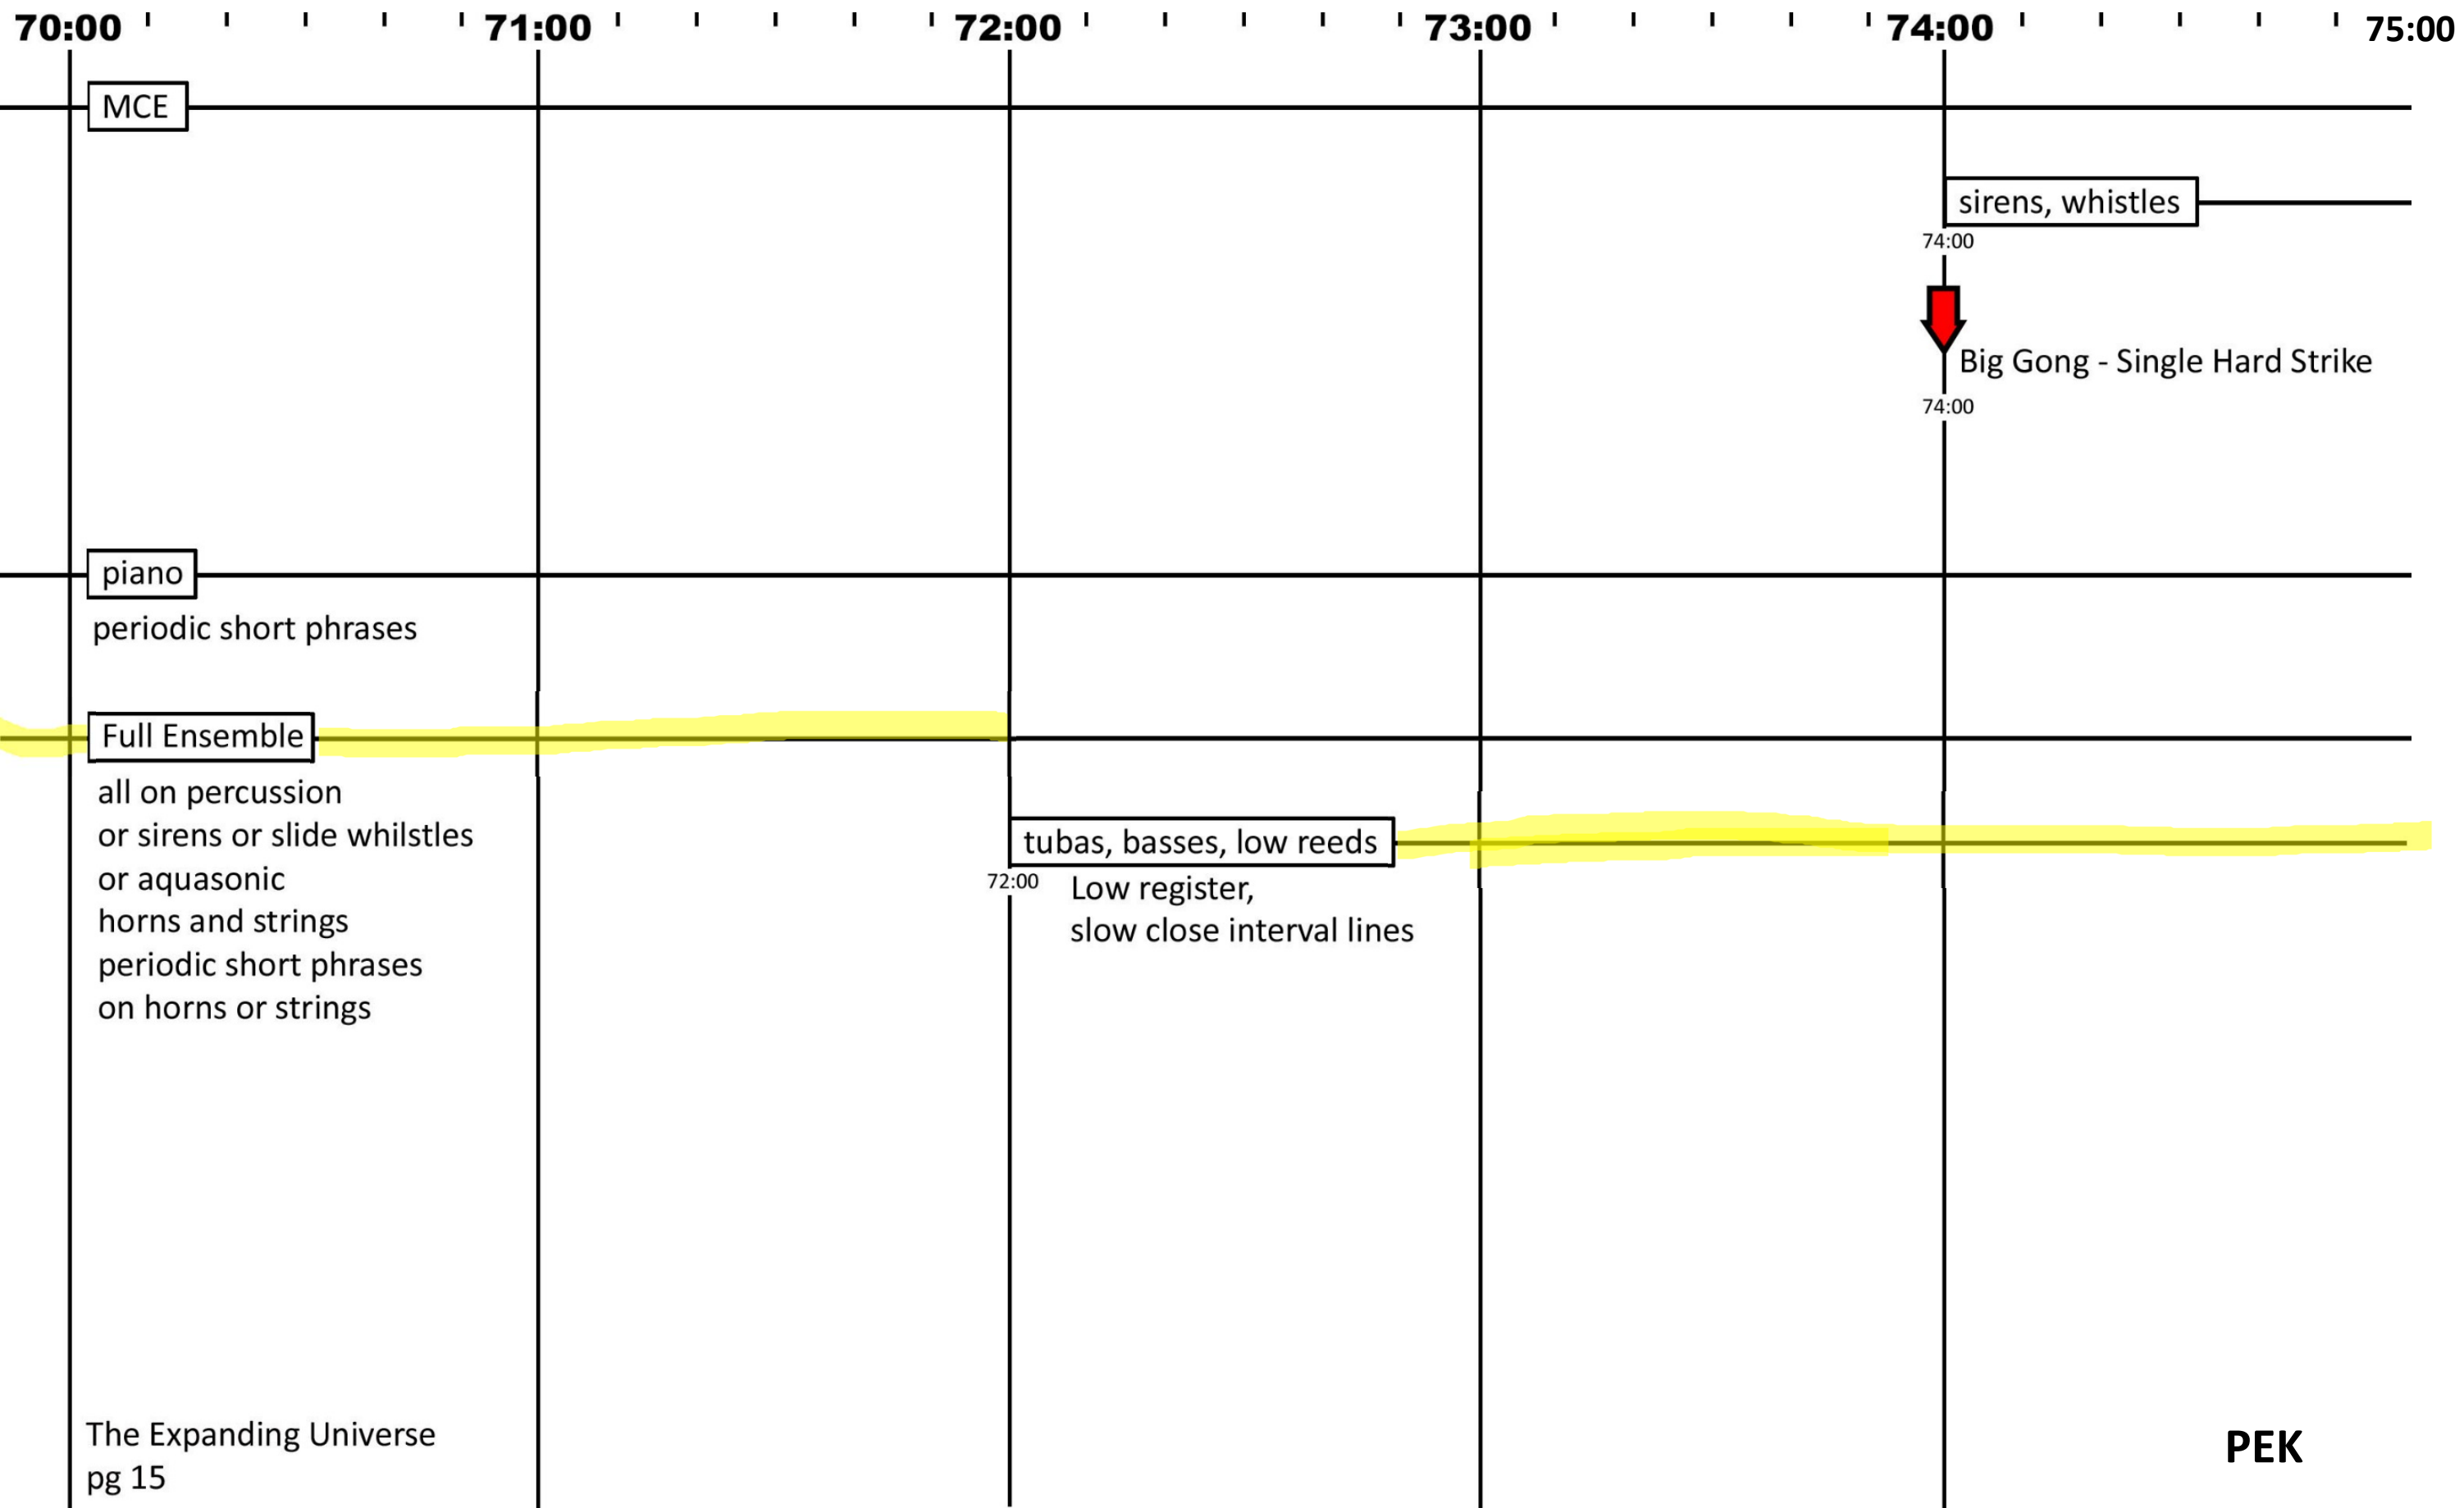 70:00 71:00 72:00 73:00 74:00 75:00
MCE
sirens, whistles
74:00
Big Gong - Single Hard Strike
74:00
piano
periodic short phrases
Full Ensemble
all on percussion
or sirens or slide whilstles
or aquasonic
horns and strings
periodic short phrases
on horns or strings
tubas, basses, low reeds
72:00
Low register,
slow close interval lines
The Expanding Universe
pg 15
PEK